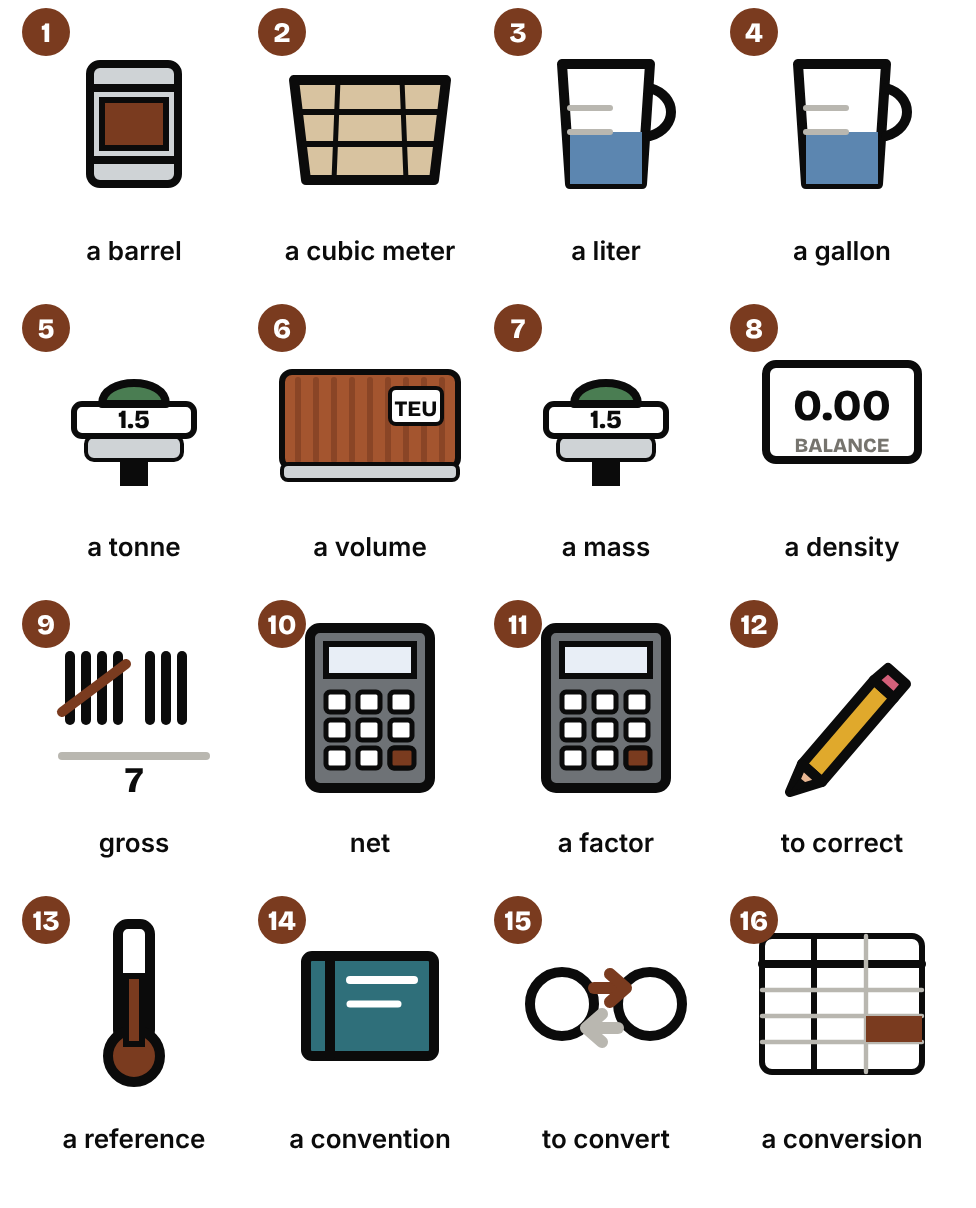 1 2 3 4
a barrel a cubic meter a liter a gallon
5 6 7 8
1.5 TEU 1.5 0.00
BALANCE
a tonne a volume a mass a density
9 10 11 12
7
gross net a factor to correct
13 14 15 16
a reference a convention to convert a conversion